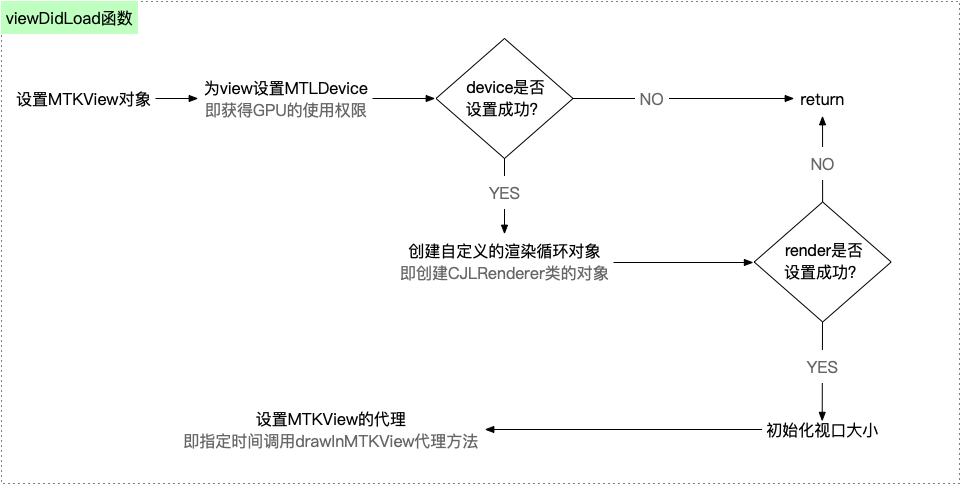 viewDidLoad函数
设置MTKView对象
为view设置MTLDevice
即获得GPU的使用权限
device是否
设置成功?
NO
return
YES
NO
创建自定义的渲染循环对象
即创建CJLRenderer类的对象
render是否
设置成功?
YES
设置MTKView的代理
即指定时间调用drawInMTKView代理方法
初始化视口大小